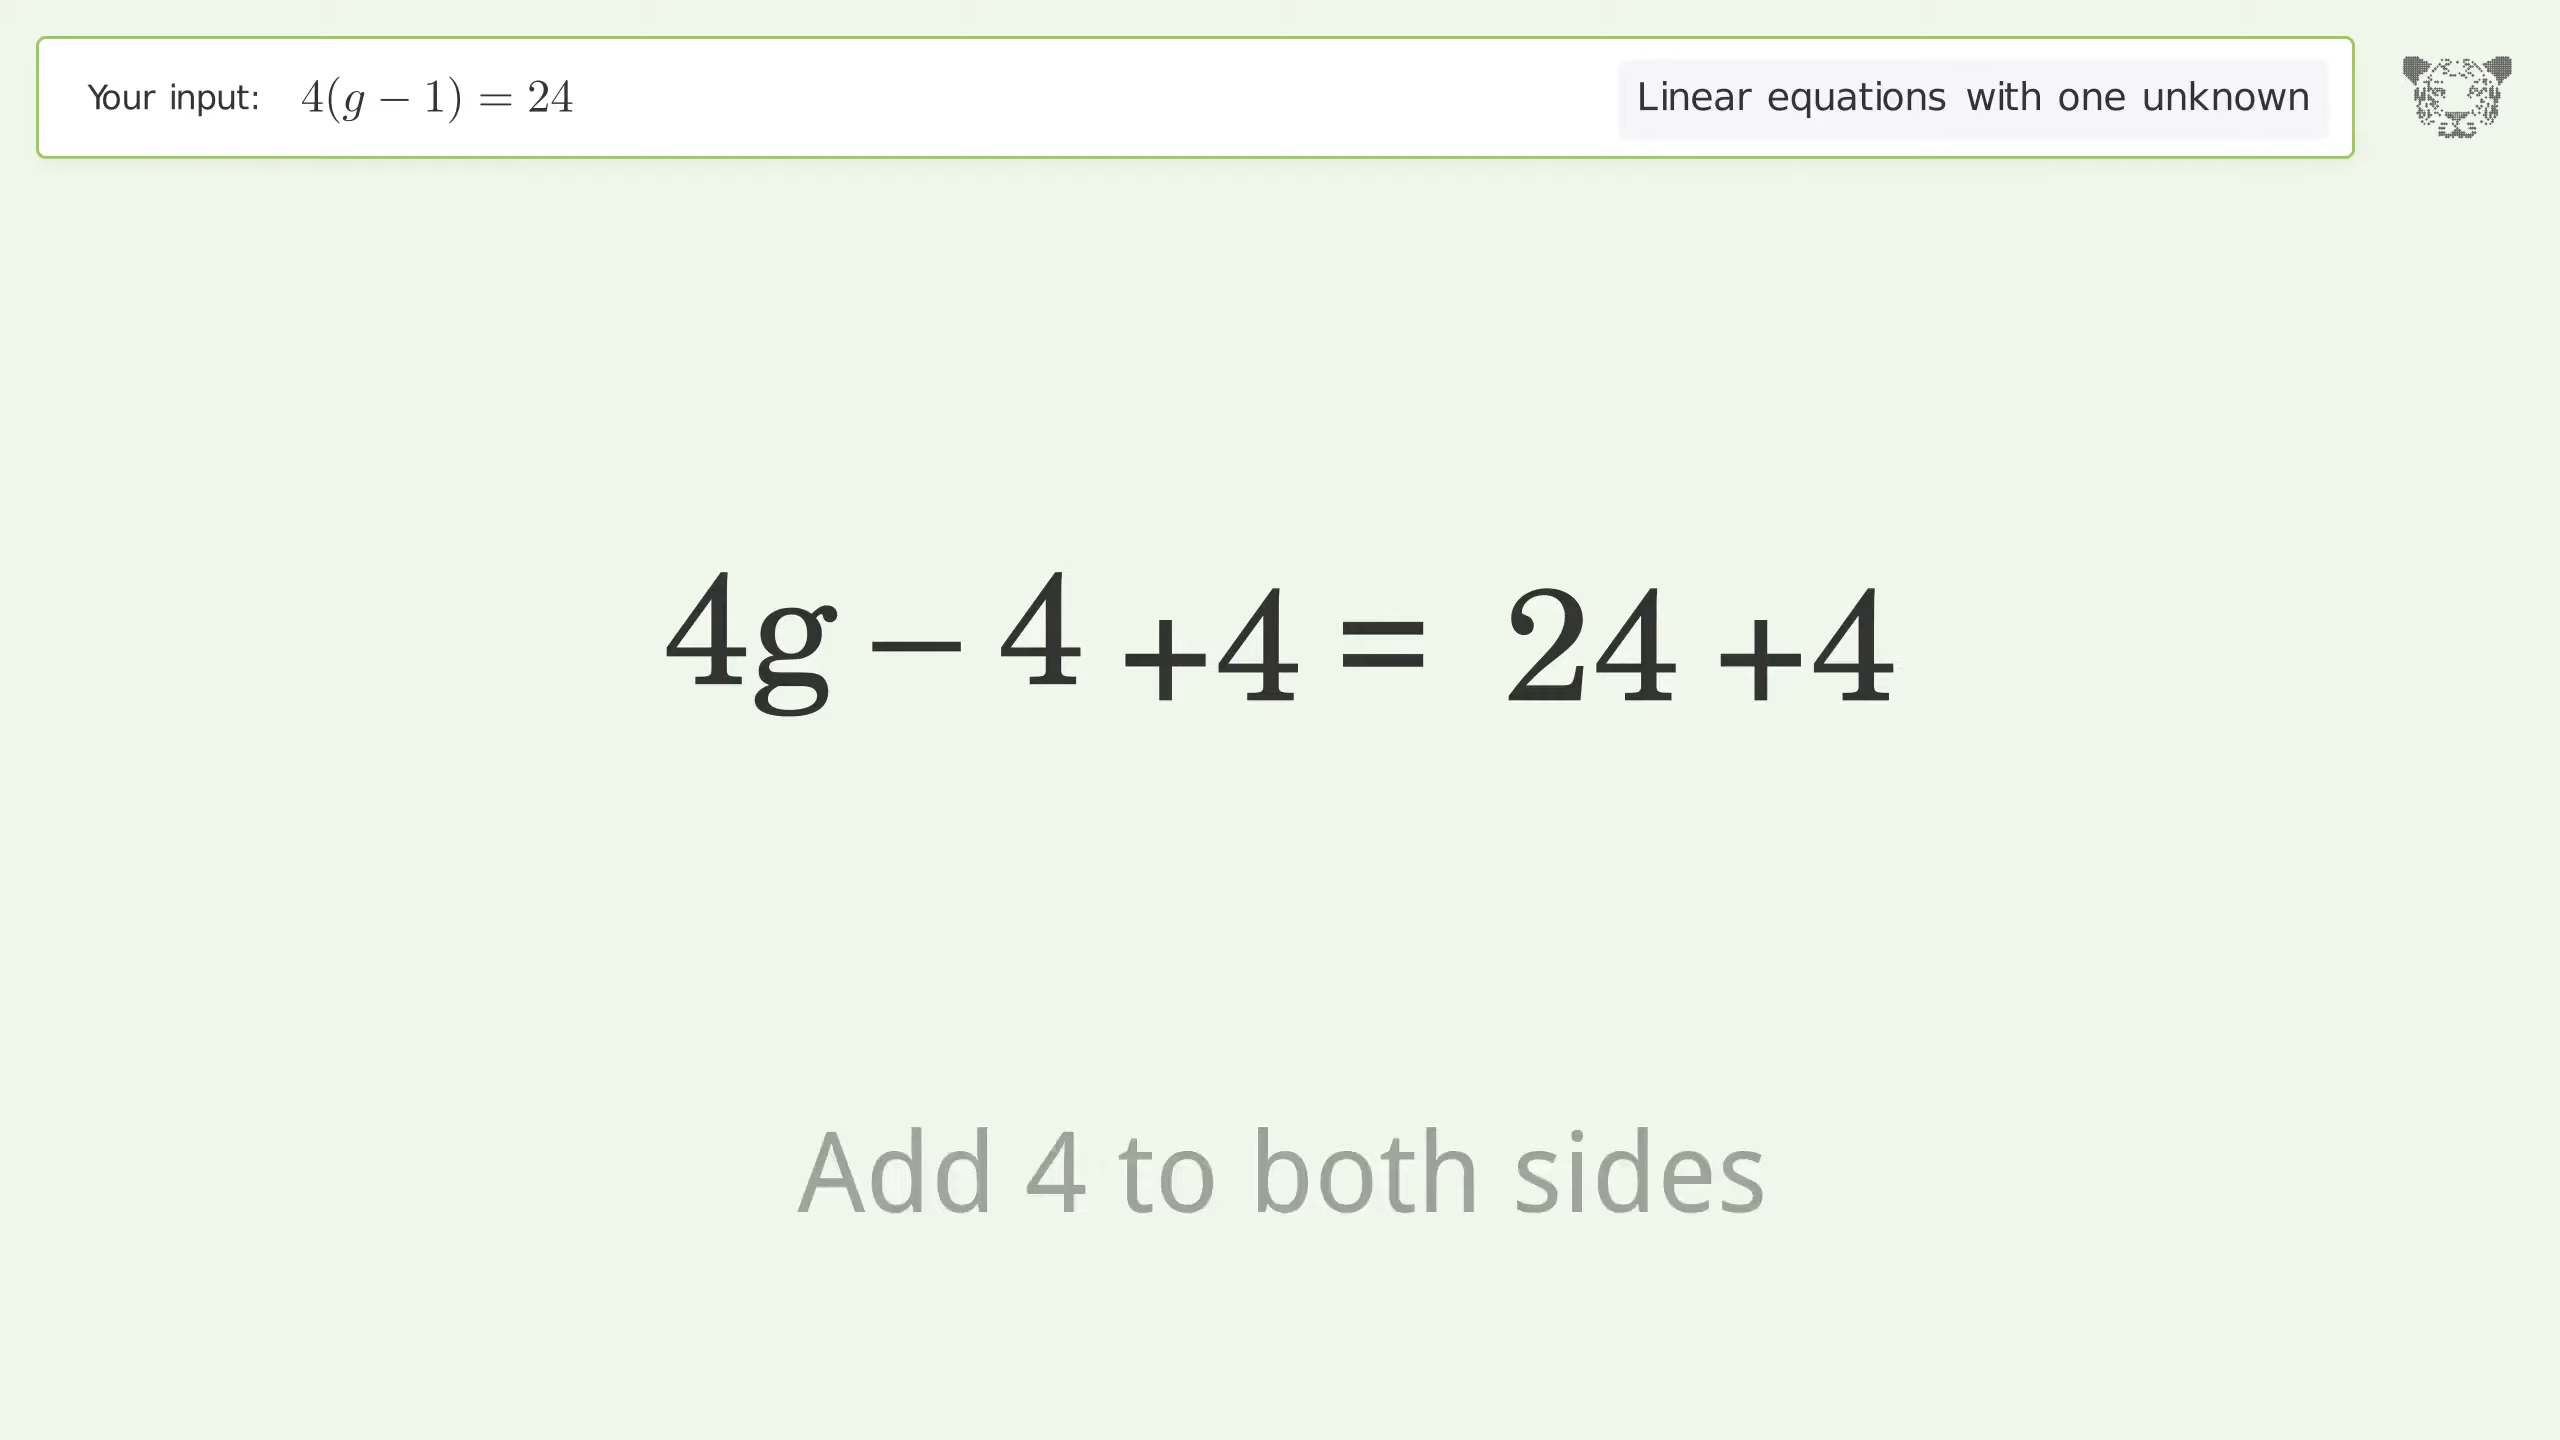 Your input: 4(g − 1) = 24
Linear equations with one unknown
4g − 4 +4 = 24 +4
Add 4 to both sides